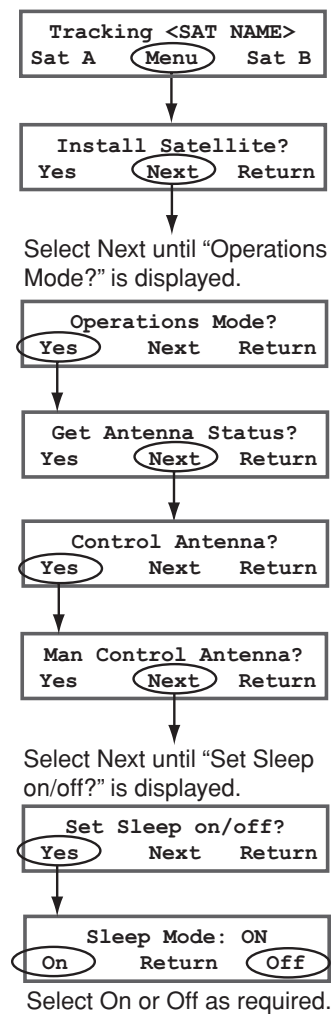 Tracking <SAT NAME>
Sat A Menu Sat B
Install Satellite?
Yes Next Return
Select Next until “Operations
Mode?” is displayed.
Operations Mode?
Yes Next Return
Get Antenna Status?
Yes Next Return
Control Antenna?
Yes Next Return
Man Control Antenna?
Yes Next Return
Select Next until “Set Sleep
on/off?” is displayed.
Set Sleep on/off?
Yes Next Return
Sleep Mode: ON
On Return Off
Select On or Off as required.